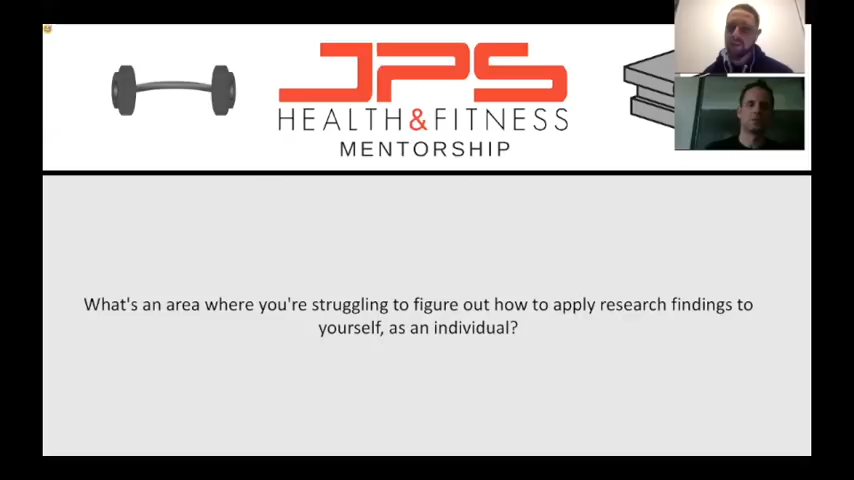 JPS
HEALTH&FITNESS
MENTORSHIP
What's an area where you're struggling to figure out how to apply research findings to
yourself, as an individual?